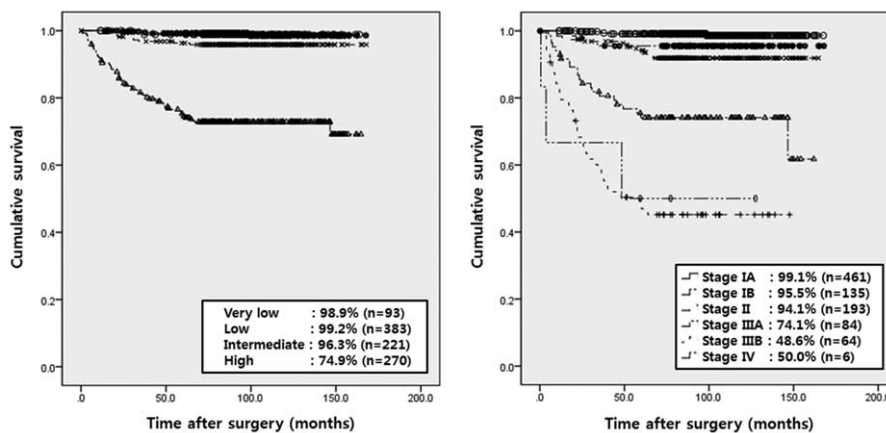 1.0
0.8
0.6
0.4
0.2
0.0
Cumulative survival
Very low : 98.9% (n=93)
Low : 99.2% (n=383)
Intermediate : 96.3% (n=221)
High : 74.9% (n=270)
.0 50.0 100.0 150.0 200.0
Time after surgery (months)
1.0
0.8
0.6
0.4
0.2
0.0
Cumulative survival
Stage IA : 99.1% (n=461)
Stage IB : 95.5% (n=135)
Stage II : 94.1% (n=193)
Stage IIIA : 74.1% (n=84)
Stage IIIB : 48.6% (n=64)
Stage IV : 50.0% (n=6)
.0 50.0 100.0 150.0 200.0
Time after surgery (months)